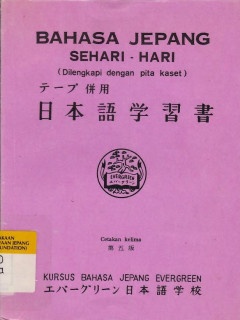 BAHASA JEPANG
SEHARI - HARI
(Dilengkapi dengan pita kaset)
テープ併用
日本語学習書
EVERGREEN
Cetakan kelima
第五版
KURSUS BAHASA JEPANG EVERGREEN
エバーグリーン日本語学校